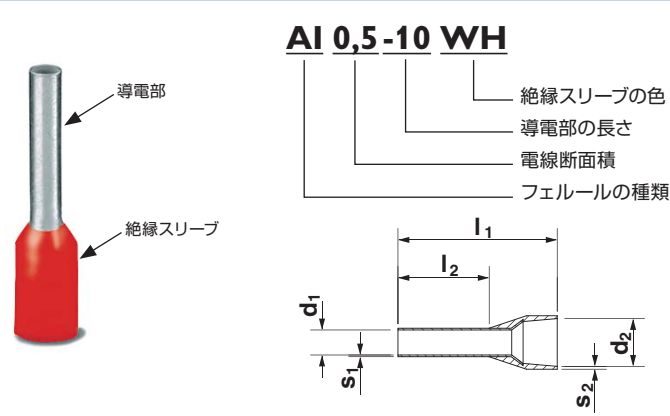 AI 0,5 -10 WH
導電部
絶縁スリーブ
絶縁スリーブの色
導電部の長さ
電線断面積
フェルールの種類
l1
l2
d1
s1
d2
s2